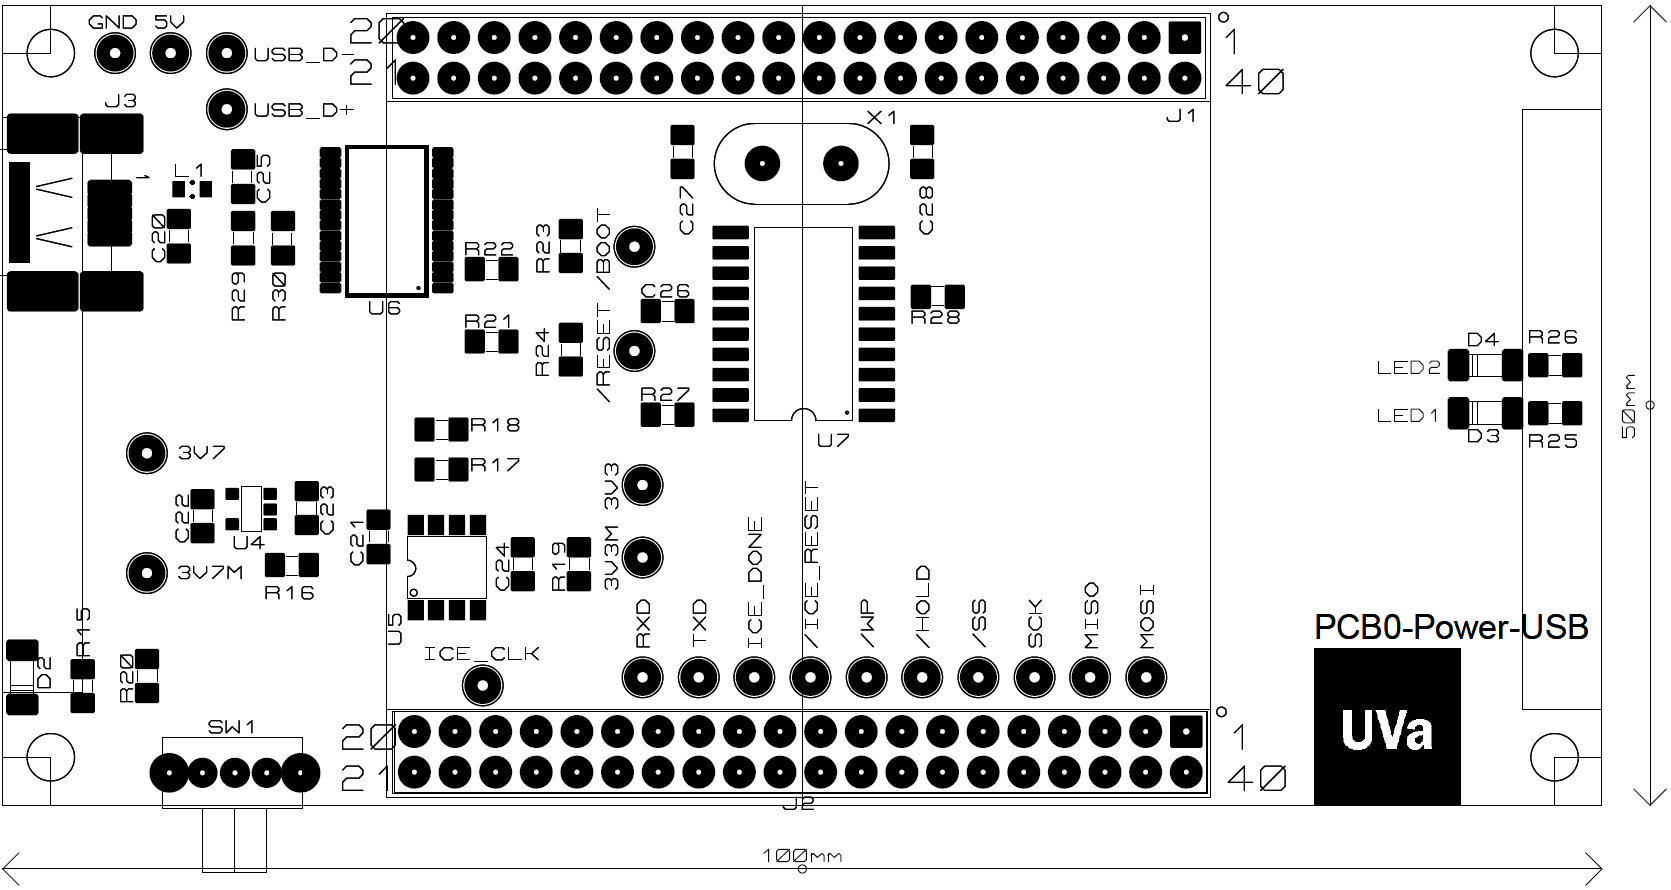 GND 5V
USB_D-
USB_D+
20
21
1
40
J1
J3
1
L1
C25
C20
R29
R30
U6
R22
R21
R23
R24
/BOOT
/RESET
C26
R27
C27
X1
C28
R28
U7
D4
R26
LED2
LED1
D3
R25
50mm
3V7
R18
R17
3V3
C22
C23
U4
3V7M
R16
C21
U5
C24
R19
3V3M
RXD
TXD
ICE_DONE
/ICE_RESET
/WP
/HOLD
/SS
SCK
MISO
MOSI
ICE_CLK
PCB0-Power-USB
UVa
D2
R15
R20
SW1
20
21
1
40
J2
100mm